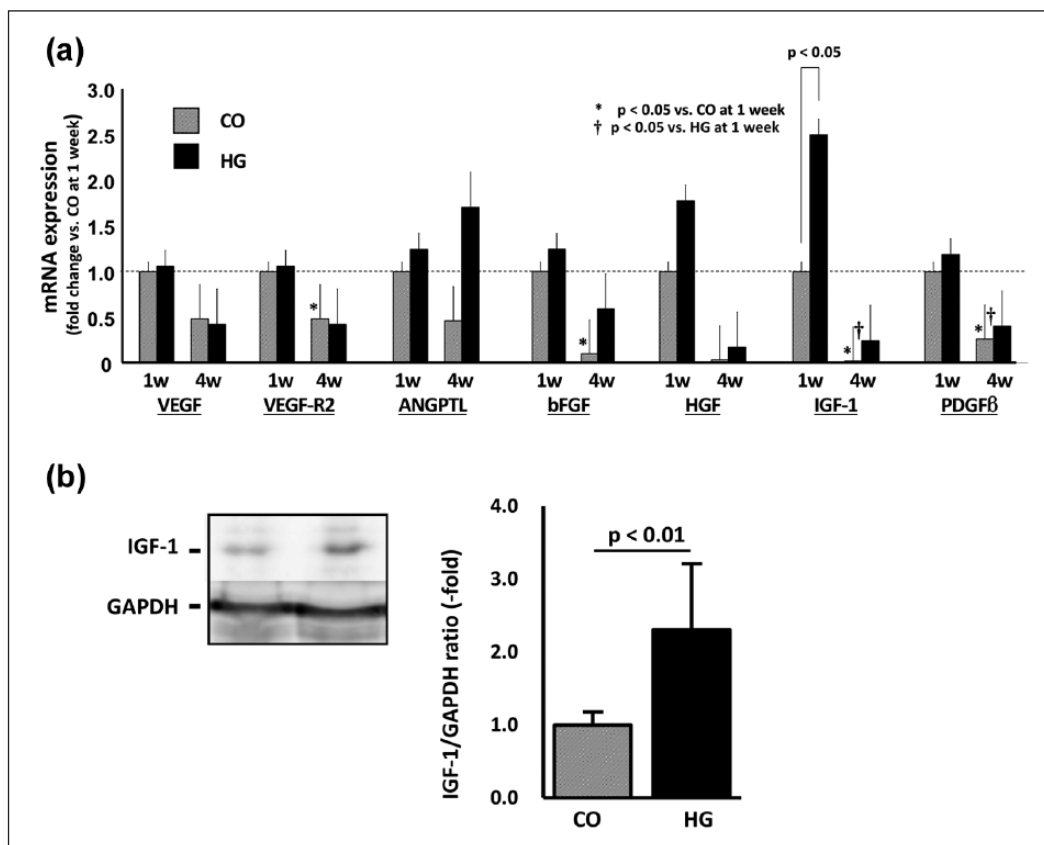 (a)
p < 0.05
3.0
2.5
2.0
1.5
1.0
0.5
0
mRNA expression
(fold change vs. CO at 1 week)
CO
HG
* p < 0.05 vs. CO at 1 week
† p < 0.05 vs. HG at 1 week
*
*
*
†
*
†
1w 4w 1w 4w 1w 4w 1w 4w 1w 4w 1w 4w 1w 4w
VEGF VEGF-R2 ANGPTL bFGF HGF IGF-1 PDGFβ
(b)
IGF-1
GAPDH
IGF-1/GAPDH ratio (-fold)
4.0
3.0
2.0
1.0
0.0
p < 0.01
CO HG